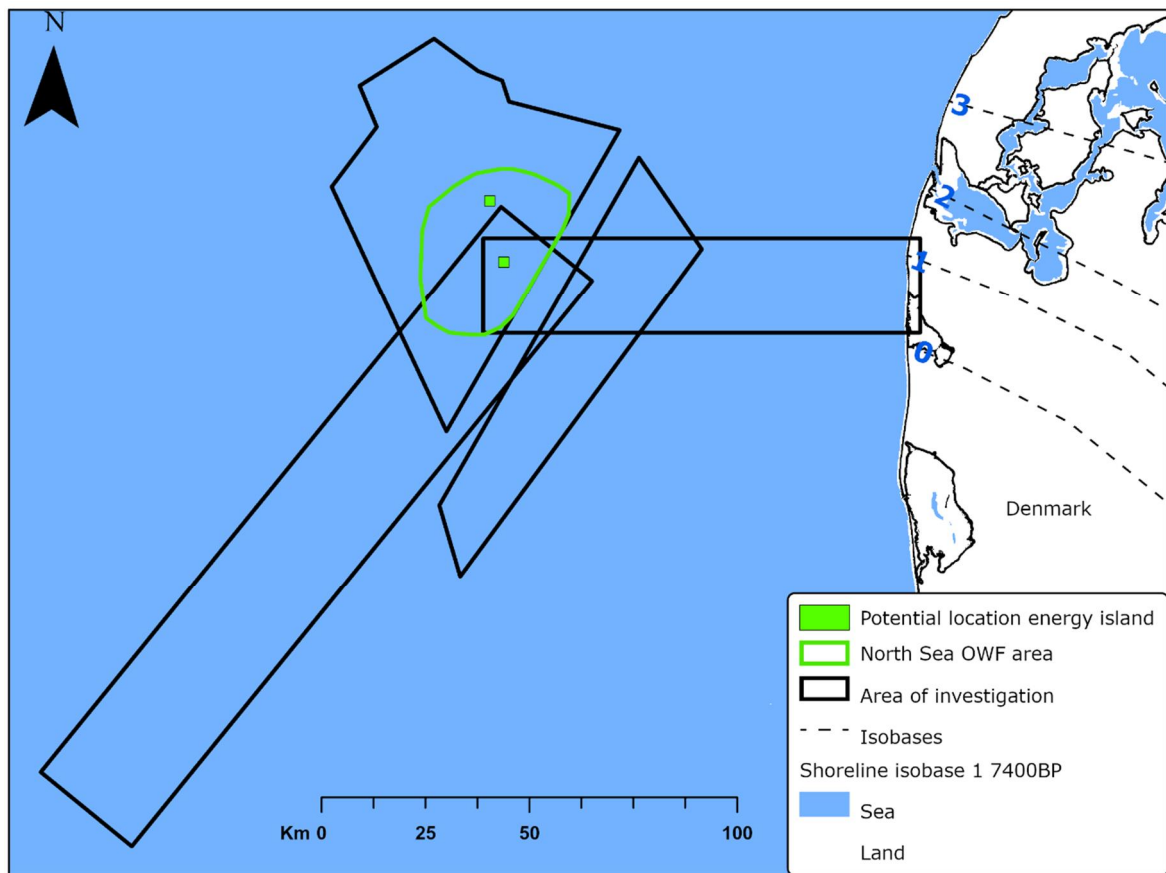 N
3
2
1
0
Denmark
Potential location energy island
North Sea OWF area
Area of investigation
Isobases
Shoreline isobase 1 7400BP
Sea
Land
Km 0 25 50 100